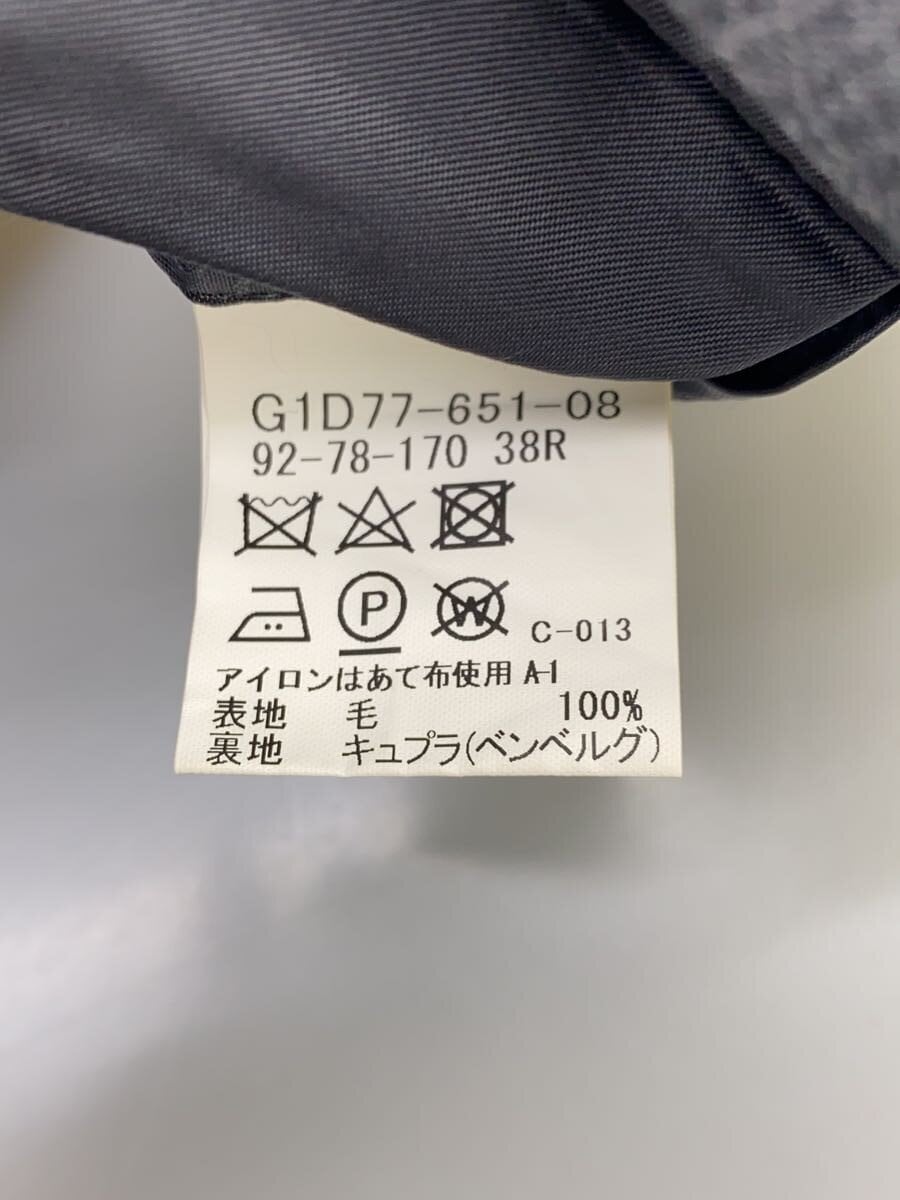 G1D77-651-08
92-78-170 38R
P W C-013
アイロンはあて布使用 A-1
表地 毛 100%
裏地 キュプラ(ベンベルグ)